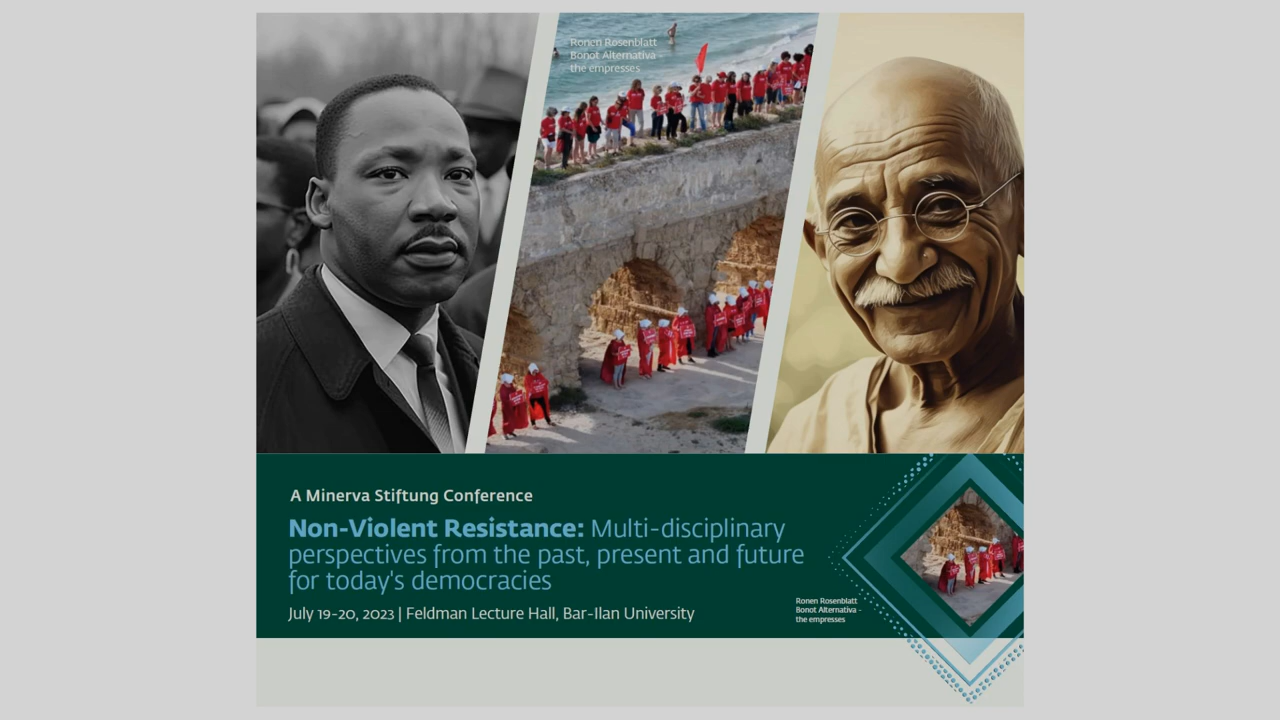 Ronen Rosenblatt
Bonot Alternativa -
the empresses
A Minerva Stiftung Conference
Non-Violent Resistance: Multi-disciplinary
perspectives from the past, present and future
for today's democracies
July 19-20, 2023 | Feldman Lecture Hall, Bar-Ilan University
Ronen Rosenblatt
Bonot Alternativa -
the empresses